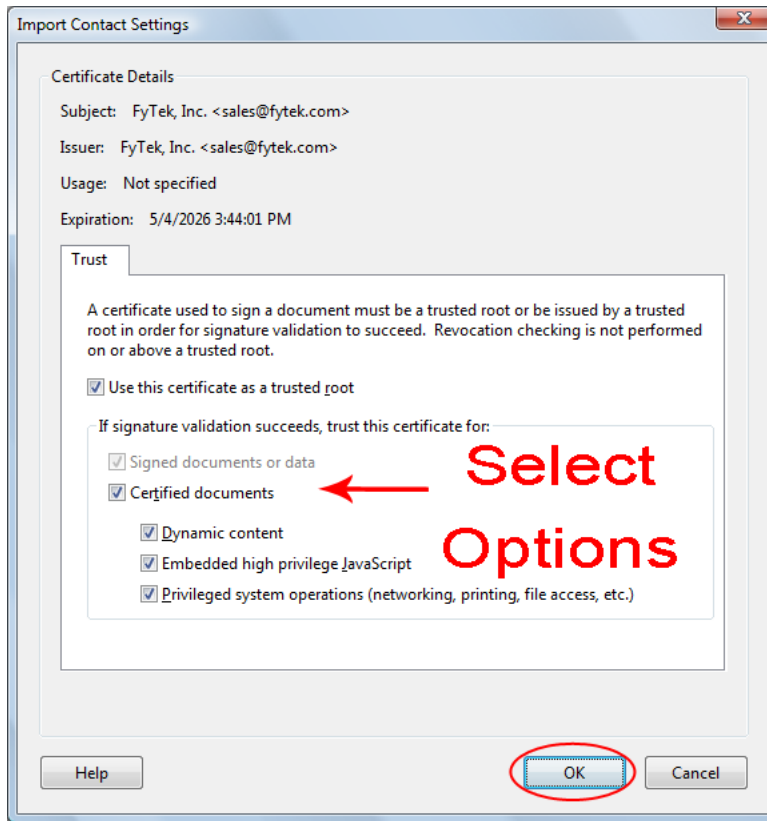 Import Contact Settings
Certificate Details
Subject: FyTek, Inc. <sales@fytek.com>
Issuer: FyTek, Inc. <sales@fytek.com>
Usage: Not specified
Expiration: 5/4/2026 3:44:01 PM
Trust
A certificate used to sign a document must be a trusted root or be issued by a trusted
root in order for signature validation to succeed. Revocation checking is not performed
on or above a trusted root.
Use this certificate as a trusted root
If signature validation succeeds, trust this certificate for:
Signed documents or data
Certified documents
Select
Options
Dynamic content
Embedded high privilege JavaScript
Privileged system operations (networking, printing, file access, etc.)
Help
OK
Cancel